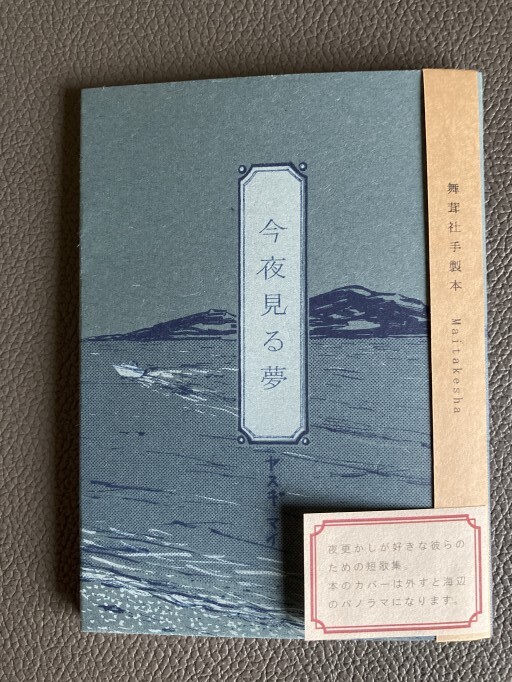 今夜見る夢
ヤスギマイ
舞茸社手製本 Maitakesha
夜更かしが好きな彼らの
ための短歌集。
本のカバーは外すと海辺
のパノラマになります。